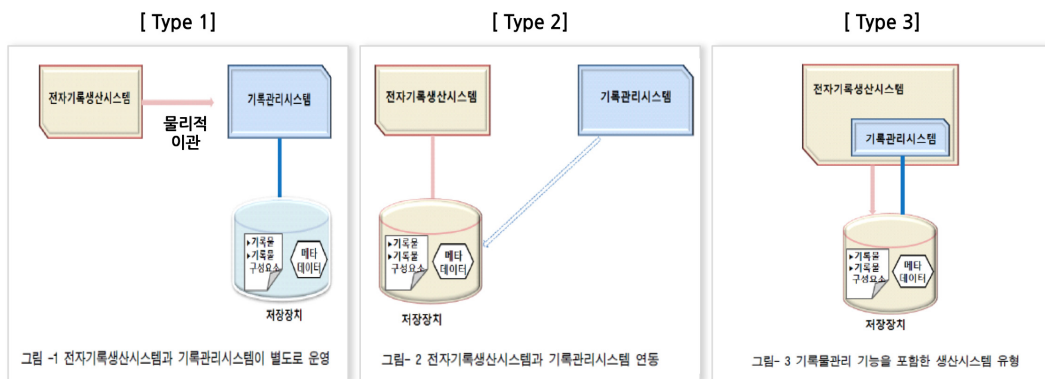 [ Type 1]
전자기록생산시스템
물리적
이관
기록관리시스템
▸기록물
▸기록물
구성요소
메타
데이터
저장장치
그림 -1 전자기록생산시스템과 기록관리시스템이 별도로 운영
[ Type 2]
전자기록생산시스템
기록관리시스템
▸기록물
▸기록물
구성요소
메타
데이터
저장장치
그림- 2 전자기록생산시스템과 기록관리시스템 연동
[ Type 3]
전자기록생산시스템
기록관리시스템
▸기록물
▸기록물
구성요소
메타
데이터
저장장치
그림- 3 기록물관리 기능을 포함한 생산시스템 유형